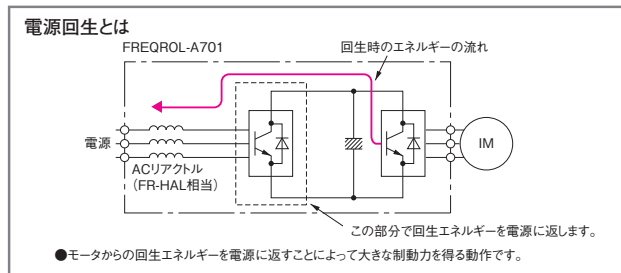 電源回生とは
FREQROL-A701
回生時のエネルギーの流れ
電源
ACリアクトル
（FR-HAL相当）
IM
この部分で回生エネルギーを電源に返します。
●モータからの回生エネルギーを電源に返すことによって大きな制動力を得る動作です。